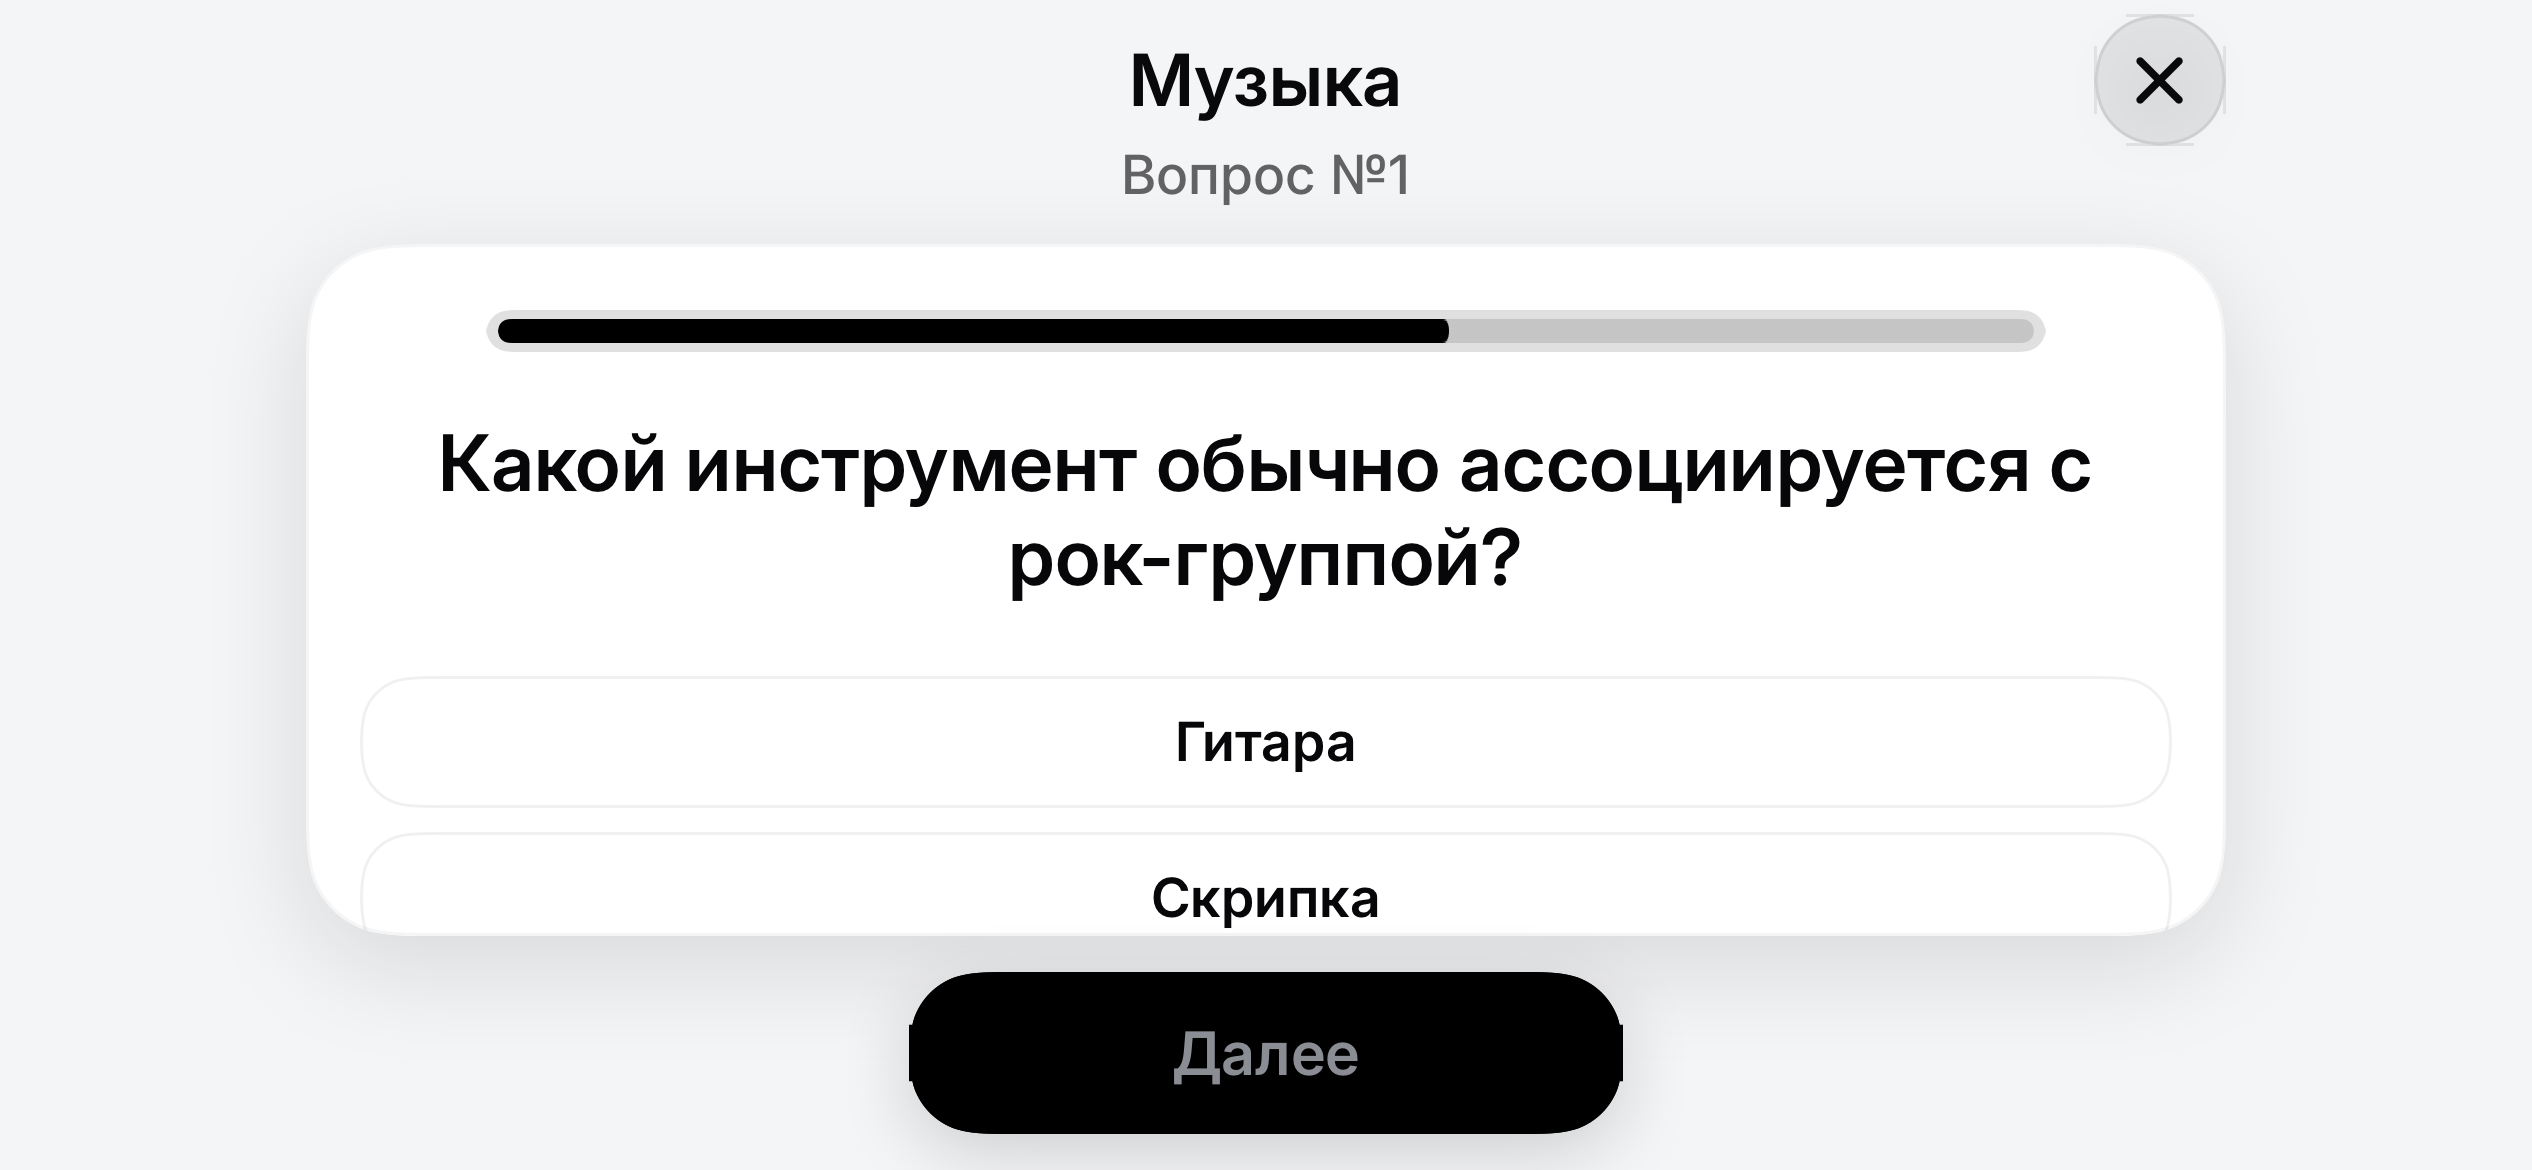 Музыка
Вопрос №1
Какой инструмент обычно ассоциируется с
рок-группой?
Гитара
Скрипка
Далее